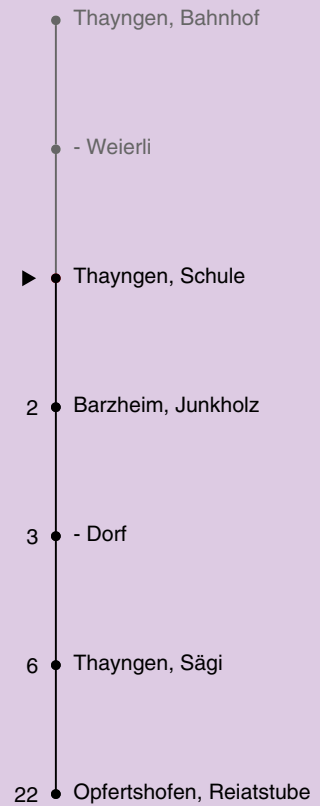 Thayngen, Bahnhof
- Weierli
Thayngen, Schule
2 Barzheim, Junkholz
3 - Dorf
6 Thayngen, Sägi
22 Opfertshofen, Reiatstube